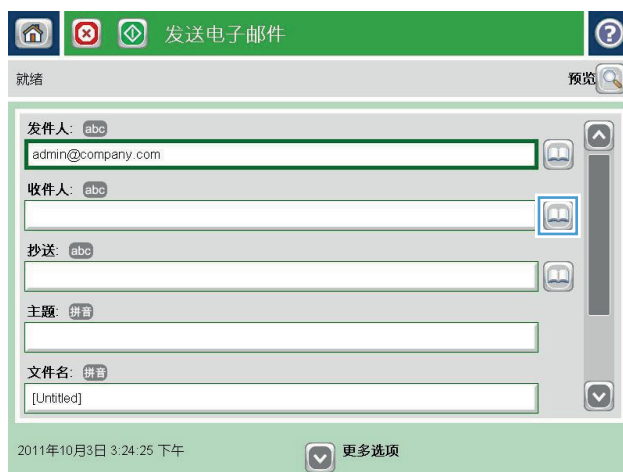 发送电子邮件
?
就绪
预览
发件人: abc
admin@company.com
收件人: abc
抄送: abc
主题: 拼音
文件名: 拼音
[Untitled]
2011年10月3日 3:24:25 下午
更多选项